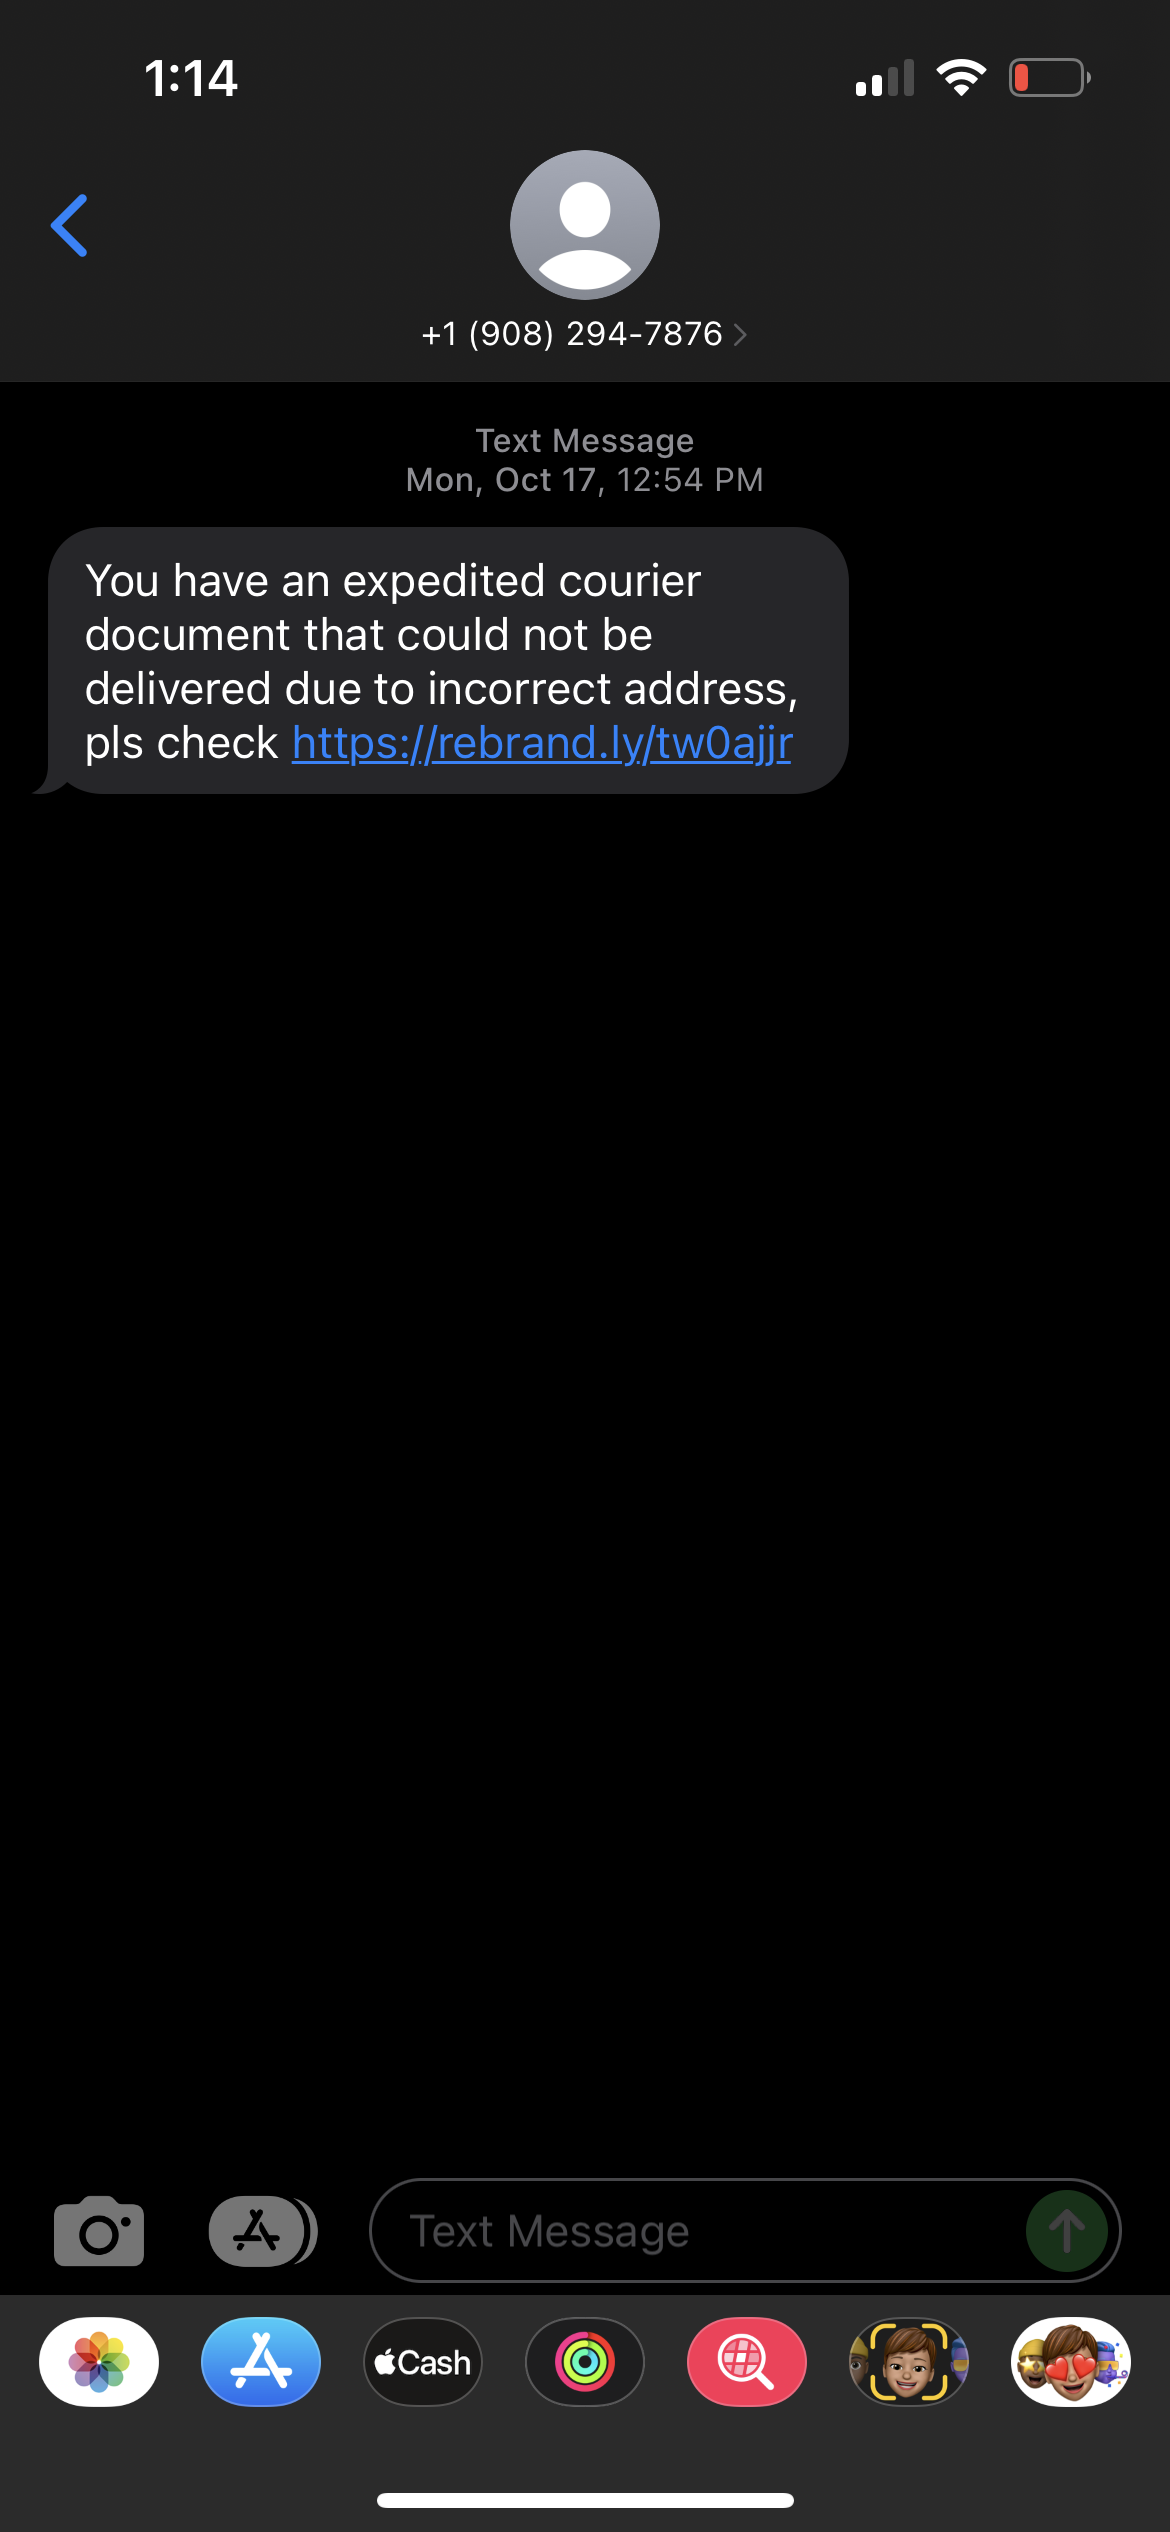 1:14
+1 (908) 294-7876
Text Message
Mon, Oct 17, 12:54 PM
You have an expedited courier
document that could not be
delivered due to incorrect address,
pls check https://rebrand.ly/tw0ajjr
Text Message
Cash